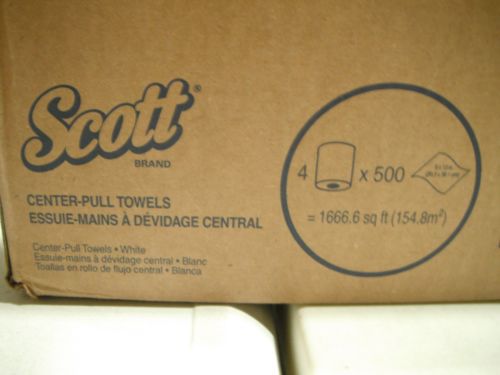 Scott®
BRAND
CENTER-PULL TOWELS
ESSUIE-MAINS À DÉVIDAGE CENTRAL
Center-Pull Towels • White
Essuie-mains à dévidage central • Blanc
Toallas en rollo de flujo central • Blanca
4 x 500
= 1666.6 sq ft (154.8m²)